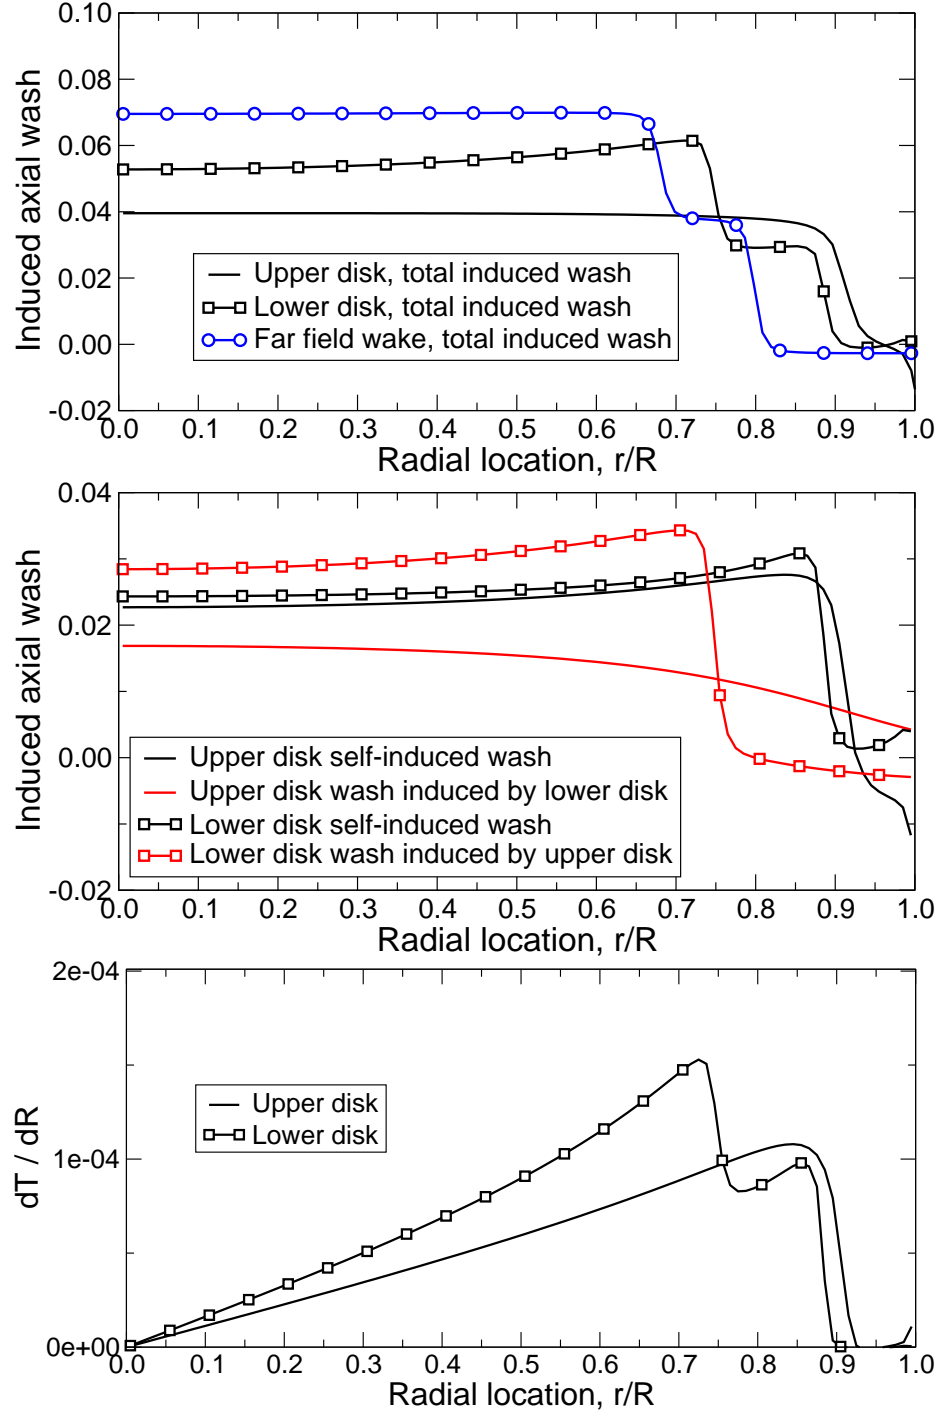 0.10
0.08
0.06
0.04
0.02
0.00
-0.02
Induced axial wash
Upper disk, total induced wash
Lower disk, total induced wash
Far field wake, total induced wash
0.0 0.1 0.2 0.3 0.4 0.5 0.6 0.7 0.8 0.9 1.0
Radial location, r/R
0.04
0.02
0.00
-0.02
Induced axial wash
Upper disk self-induced wash
Upper disk wash induced by lower disk
Lower disk self-induced wash
Lower disk wash induced by upper disk
0.0 0.1 0.2 0.3 0.4 0.5 0.6 0.7 0.8 0.9 1.0
Radial location, r/R
2e-04
1e-04
0e+00
dT / dR
Upper disk
Lower disk
0.0 0.1 0.2 0.3 0.4 0.5 0.6 0.7 0.8 0.9 1.0
Radial location, r/R